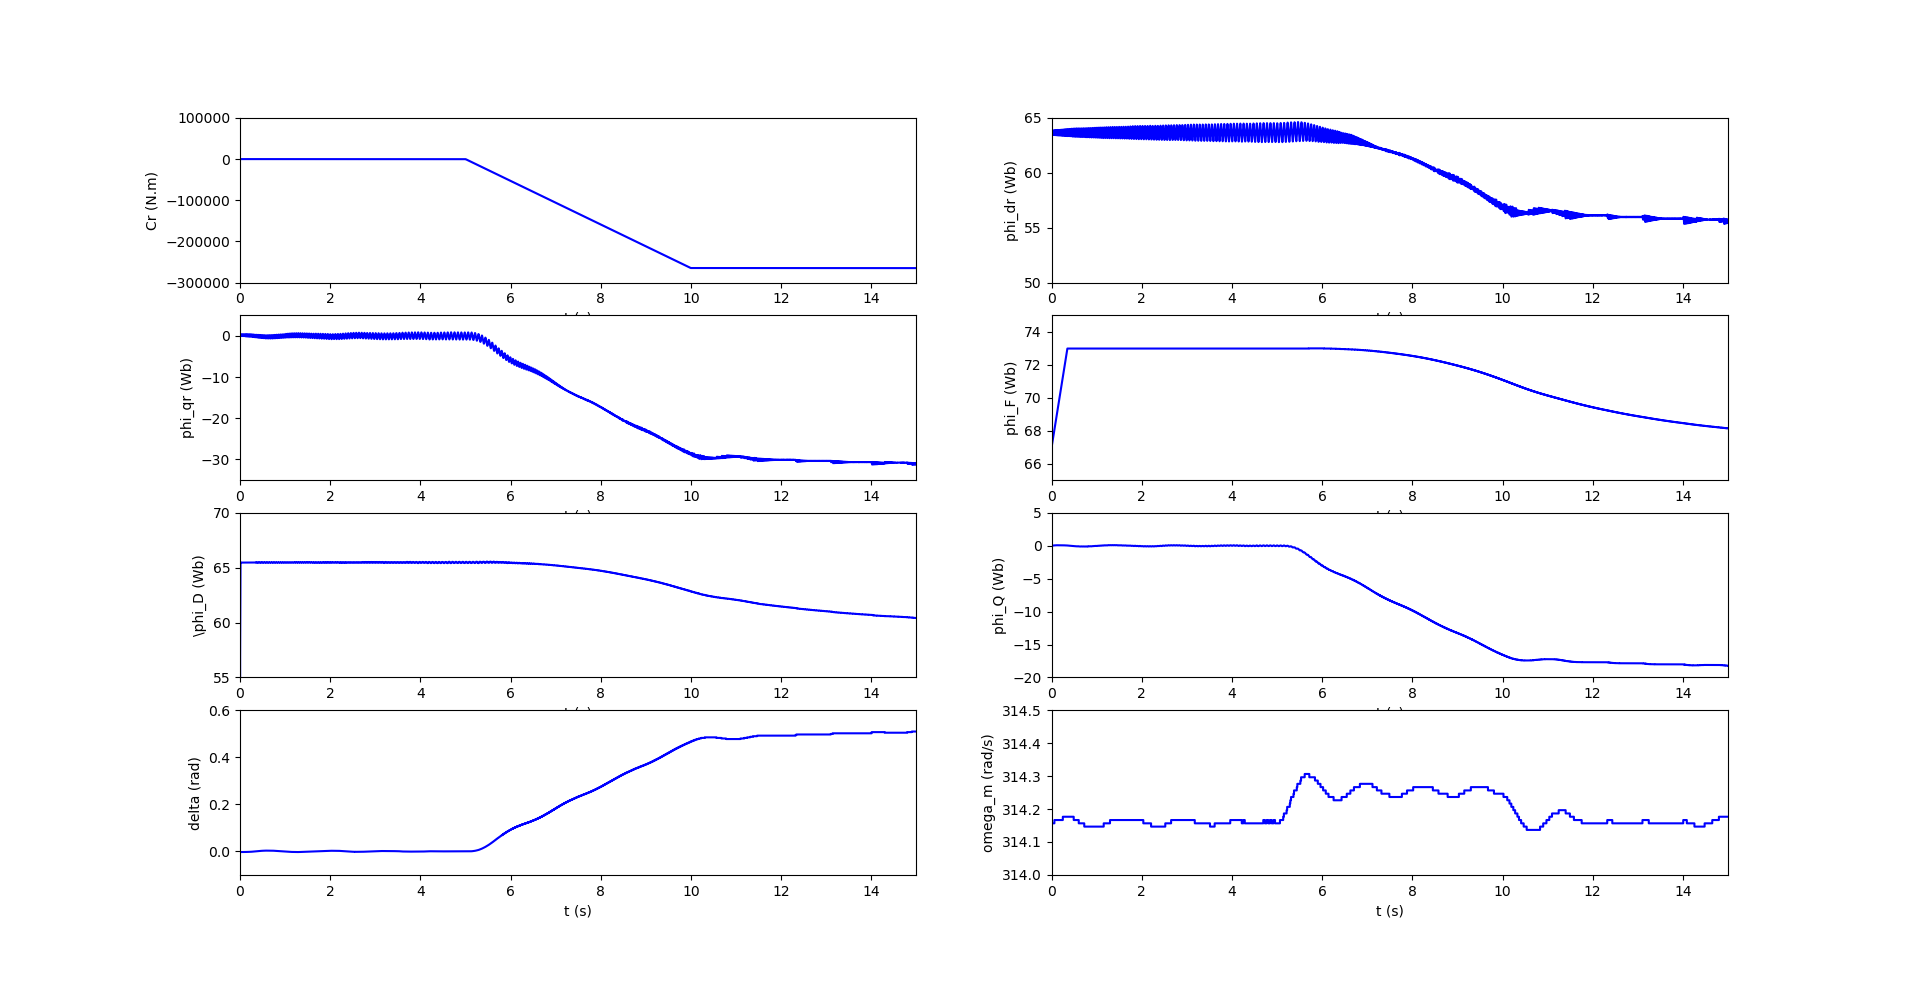 100000
0
−100000
−200000
−300000
Cr (N.m)
0 2 4 6 8 10 12 14
65
60
55
50
phi_dr (Wb)
0 2 4 6 8 10 12 14
0
−10
−20
−30
phi_qr (Wb)
0 2 4 6 8 10 12 14
74
72
70
68
66
phi_F (Wb)
0 2 4 6 8 10 12 14
70
65
60
55
\phi_D (Wb)
0 2 4 6 8 10 12 14
5
0
−5
−10
−15
−20
phi_Q (Wb)
0 2 4 6 8 10 12 14
0.6
0.4
0.2
0.0
delta (rad)
0 2 4 6 8 10 12 14
t (s)
314.5
314.4
314.3
314.2
314.1
314.0
omega_m (rad/s)
0 2 4 6 8 10 12 14
t (s)